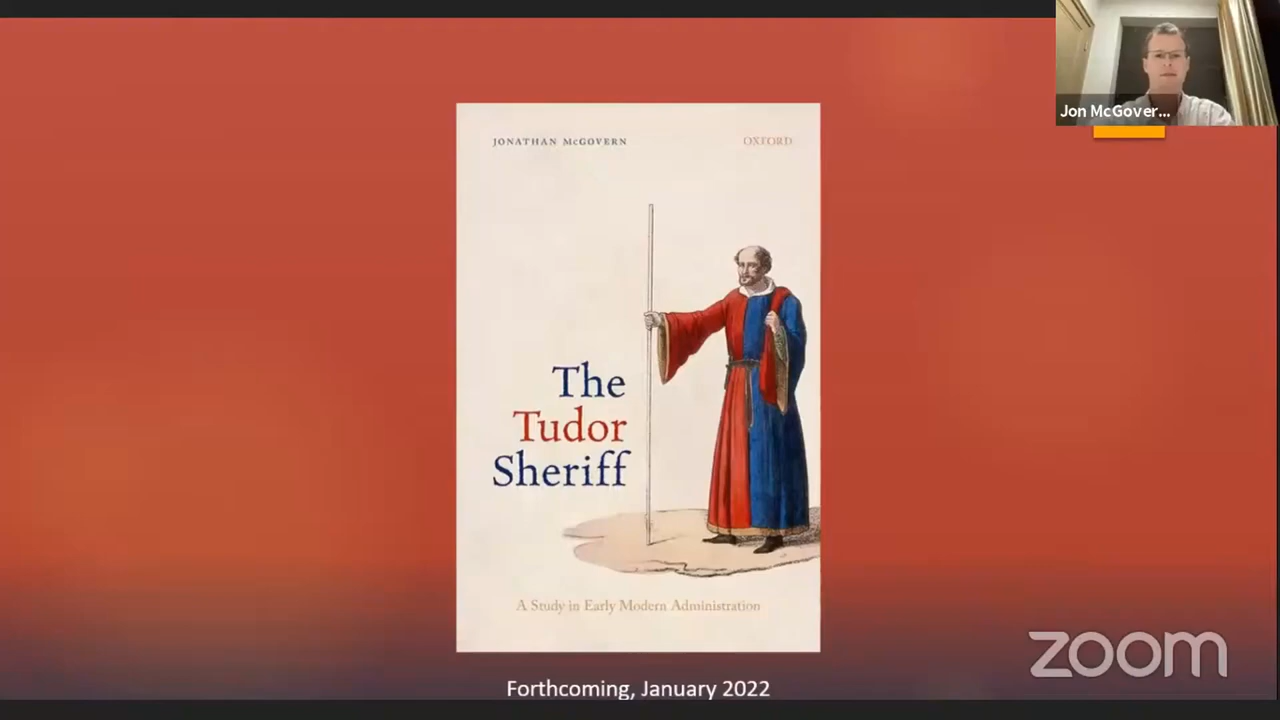 Jon McGover...
JONATHAN McGOVERN
OXFORD
The
Tudor
Sheriff
A Study in Early Modern Administration
zoom
Forthcoming, January 2022